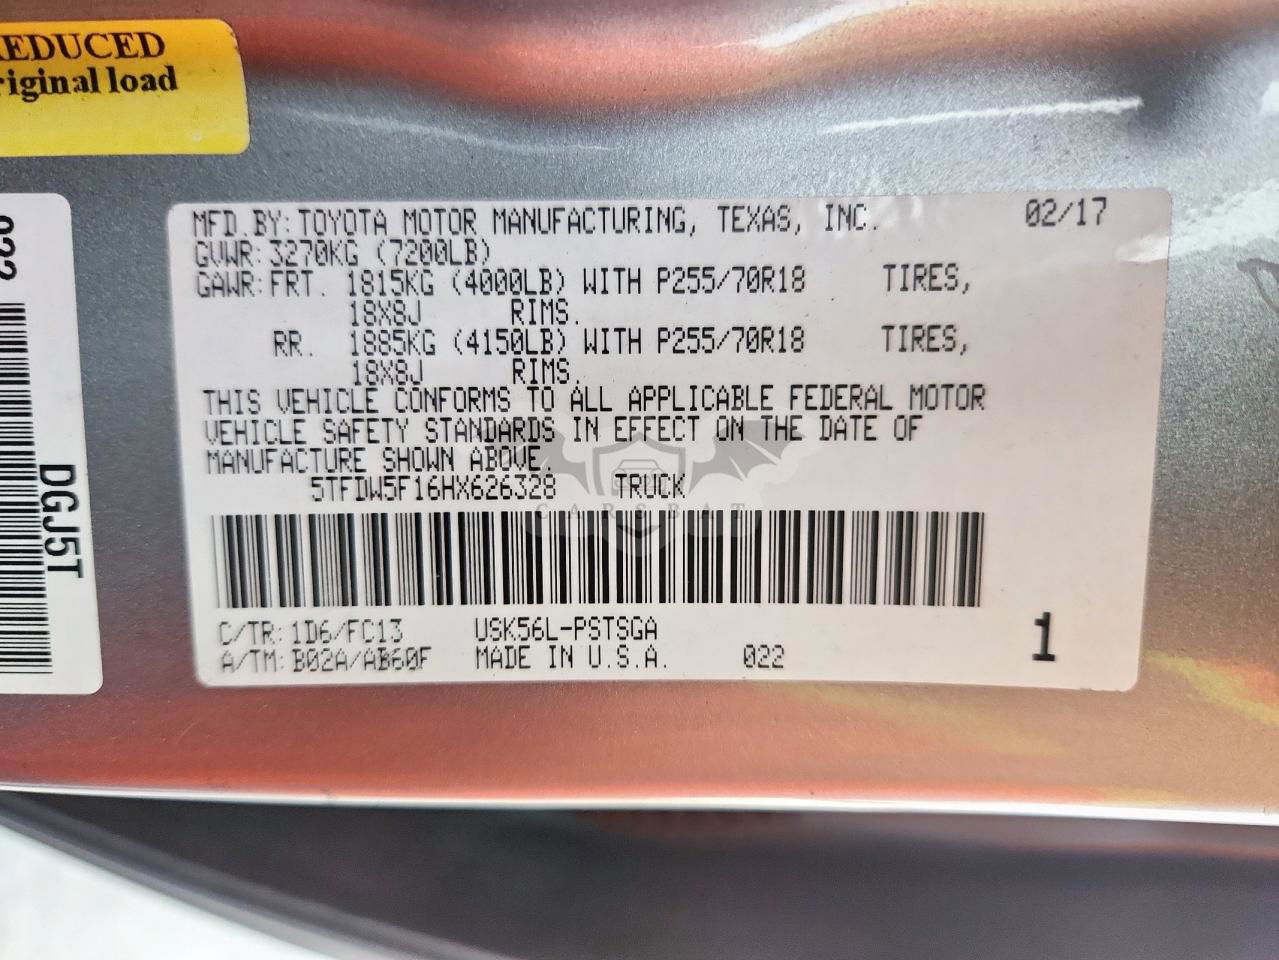 REDUCED
riginal load
022
DGJ5T
MFD.BY: TOYOTA MOTOR MANUFACTURING, TEXAS, INC. 02/17
GVWR: 3270KG (7200LB)
GAWR: FRT. 1815KG (4000LB) WITH P255/70R18 TIRES,
18X8J RIMS.
RR. 1885KG (4150LB) WITH P255/70R18 TIRES,
18X8J RIMS.
THIS VEHICLE CONFORMS TO ALL APPLICABLE FEDERAL MOTOR
VEHICLE SAFETY STANDARDS IN EFFECT ON THE DATE OF
MANUFACTURE SHOWN ABOVE.
5TFDW5F16HX626328 TRUCK
CARSBAT
C/TR: 1D6/FC13 USK56L-PSTSGA
A/TM: B02A/AB60F MADE IN U.S.A. 022 1